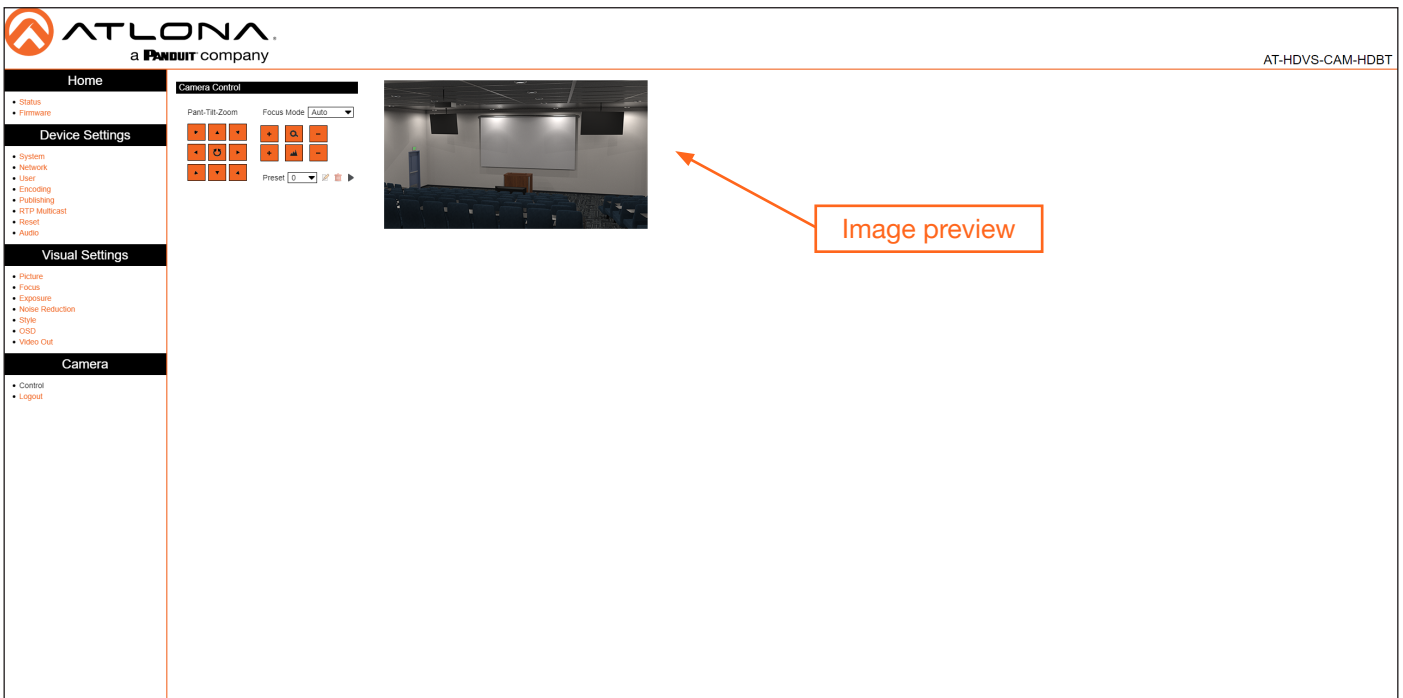 ATLONA.
a PANDUIT company
AT-HDVS-CAM-HDBT
Home
• Status
• Firmware
Device Settings
• System
• Network
• User
• Encoding
• Publishing
• RTP Multicast
• Reset
• Audio
Visual Settings
• Picture
• Focus
• Exposure
• Noise Reduction
• Style
• OSD
• Video Out
Camera
• Control
• Logout
Camera Control
Pant-Tilt-Zoom
Focus Mode Auto
+ -
+ -
Preset 0
Image preview